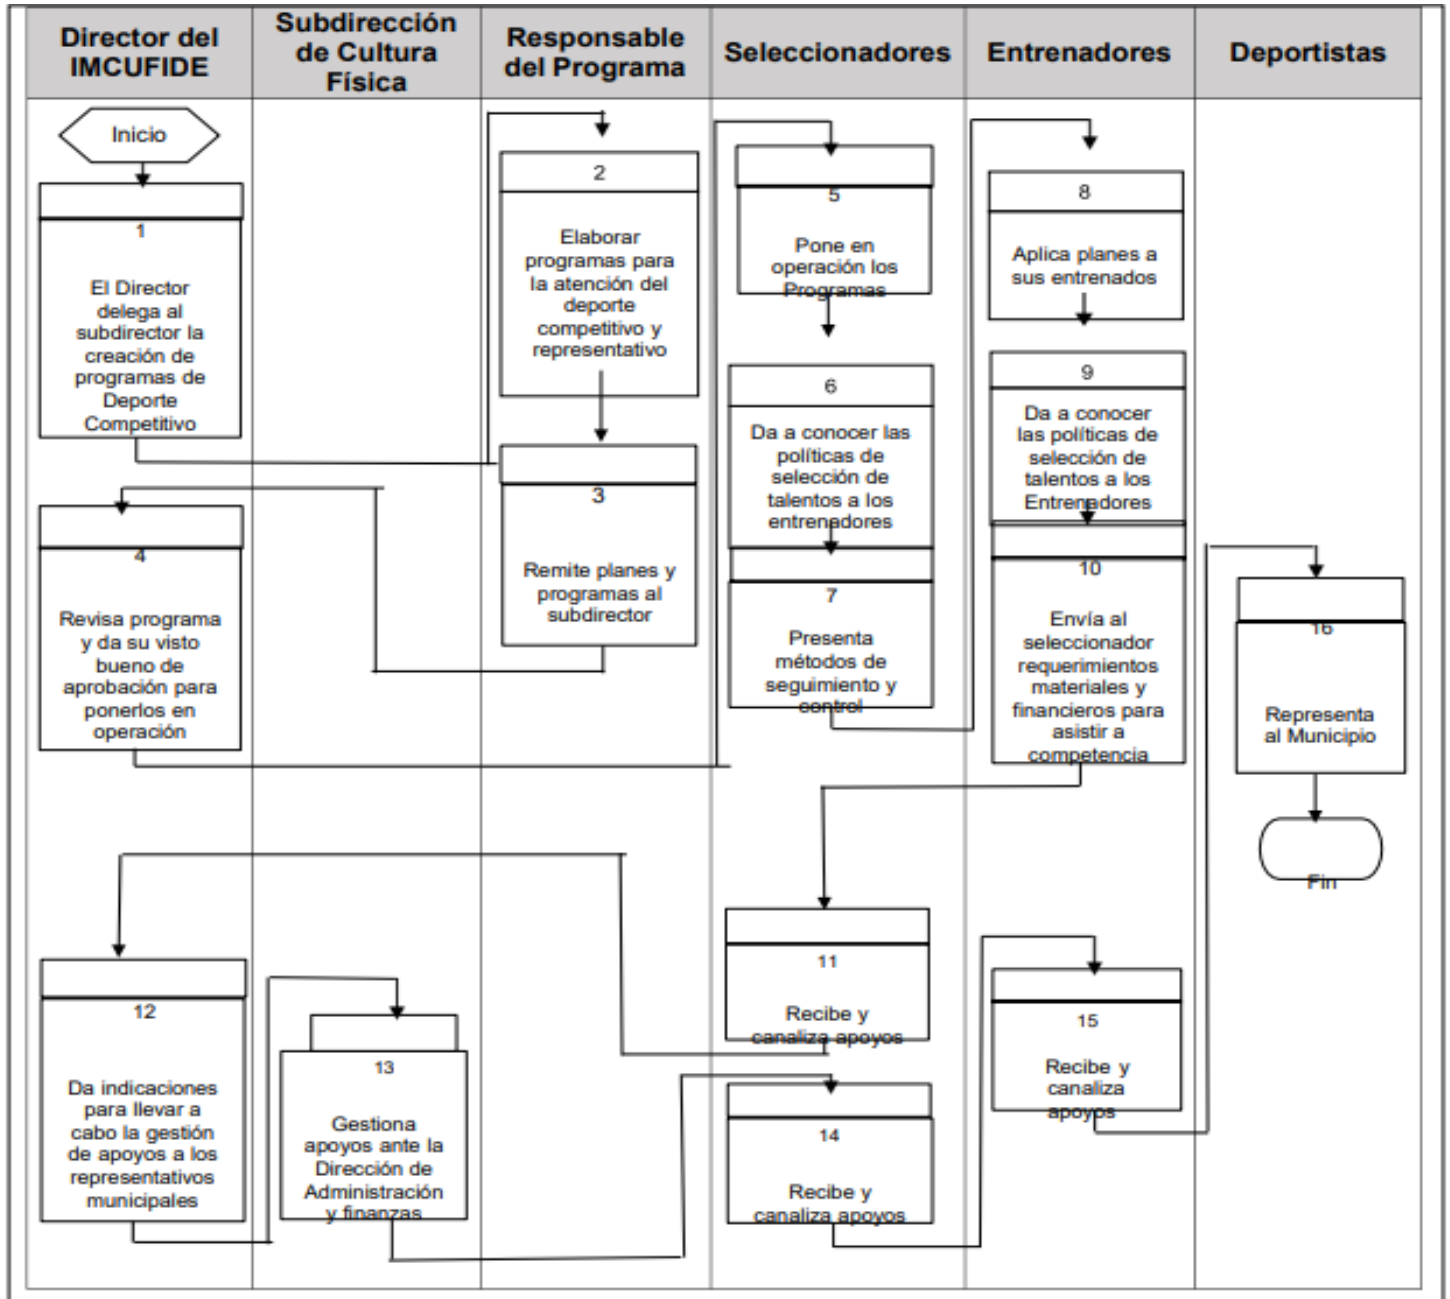 Director del
IMCUFIDE
Subdirección
de Cultura
Física
Responsable
del Programa
Seleccionadores
Entrenadores
Deportistas
Inicio
1
El Director
delega al
subdirector la
creación de
programas de
Deporte
Competitivo
2
Elaborar
programas para
la atención del
deporte
competitivo y
representativo
3
Remite planes y
programas al
subdirector
4
Revisa programa
y da su visto
bueno de
aprobación para
ponerlos en
operación
5
Pone en
operación los
Programas
6
Da a conocer las
políticas de
selección de
talentos a los
entrenadores
7
Presenta
métodos de
seguimiento y
control
8
Aplica planes a
sus entrenados
9
Da a conocer
las políticas de
selección de
talentos a los
Entrenadores
10
Envía al
seleccionador
requerimientos
materiales y
financieros para
asistir a
competencia
11
Recibe y
canaliza apoyos
12
Da indicaciones
para llevar a
cabo la gestión
de apoyos a los
representativos
municipales
13
Gestiona
apoyos ante la
Dirección de
Administración
y finanzas
14
Recibe y
canaliza apoyos
15
Recibe y
canaliza
apoyos
16
Representa
al Municipio
Fin